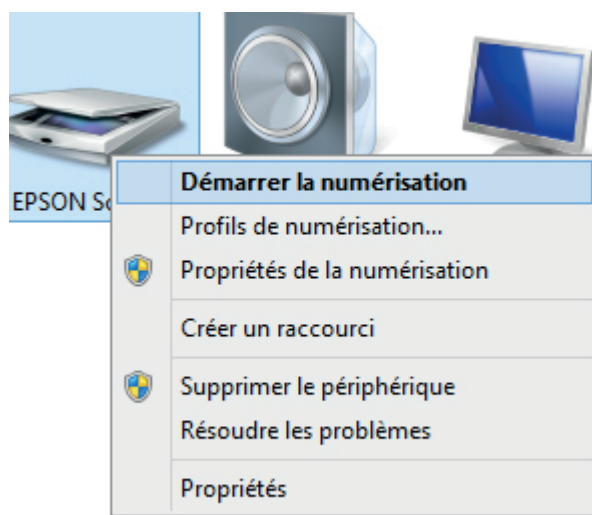 EPSON
Démarrer la numérisation
Profils de numérisation...
Propriétés de la numérisation
Créer un raccourci
Supprimer le périphérique
Résoudre les problèmes
Propriétés